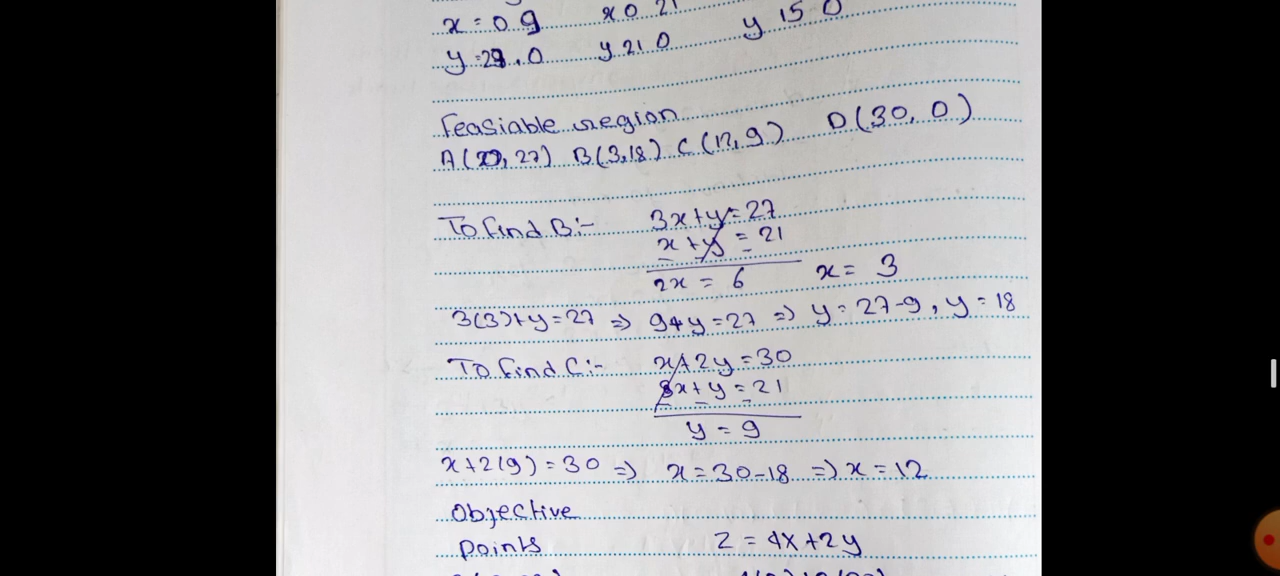 x = 0 9 x 0 21 y 15 0
y = 27 . 0 y 21 0
Feasiable region
A(0, 27) B(3,18) C(12,9) D(30, 0)
To find B:- 3x+y=27
x +y = 21
- - -
2x = 6 x = 3
3(3)+y=27 ⇒ 9+y=27 ⇒ y=27-9, y=18
To find C:- x+2y=30
x+y=21
- - -
y = 9
x+2(9)=30 ⇒ x=30-18 ⇒ x=12
Objective
points Z = 4x+2y